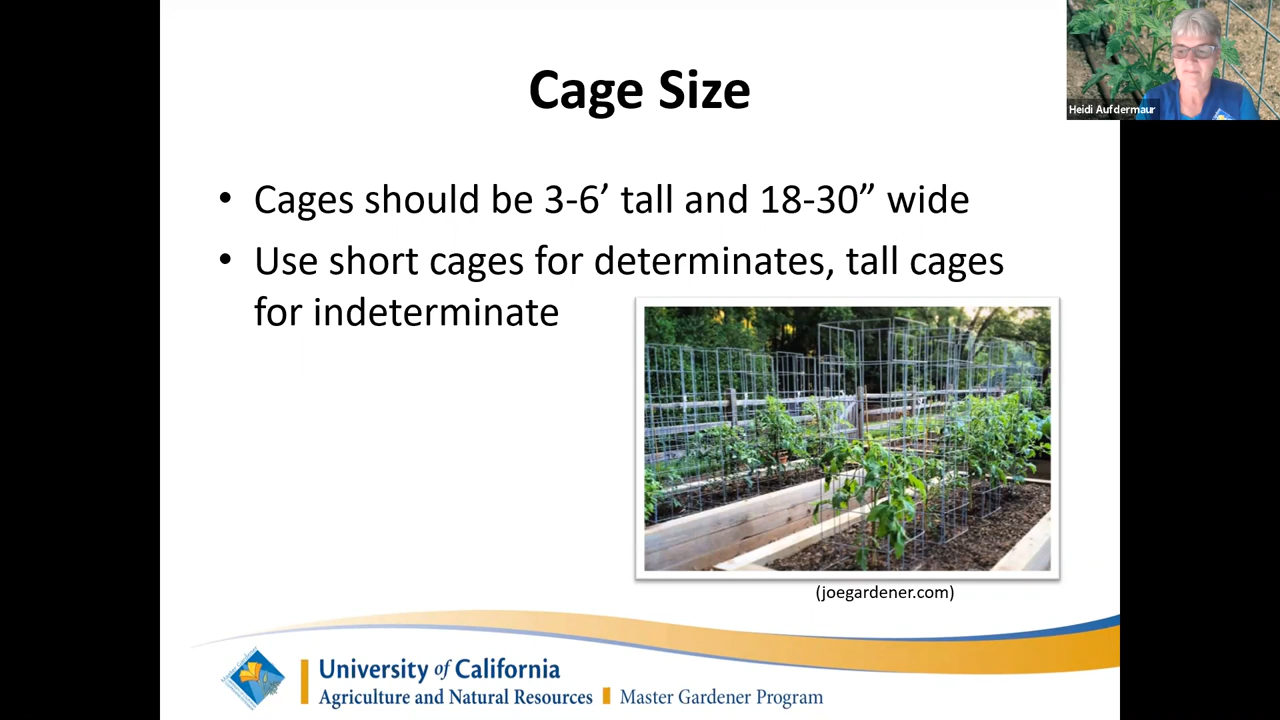 Cage Size
Heidi Aufdermaur
• Cages should be 3-6’ tall and 18-30” wide
• Use short cages for determinates, tall cages
for indeterminate
(joegardener.com)
University of California
Agriculture and Natural Resources Master Gardener Program